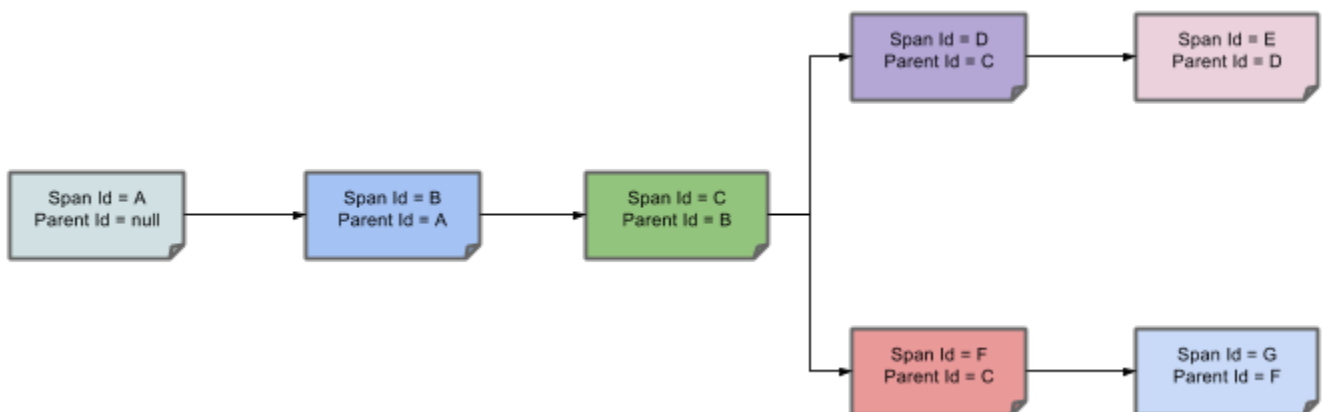 Span Id = D
Parent Id = C
Span Id = E
Parent Id = D
Span Id = A
Parent Id = null
Span Id = B
Parent Id = A
Span Id = C
Parent Id = B
Span Id = F
Parent Id = C
Span Id = G
Parent Id = F